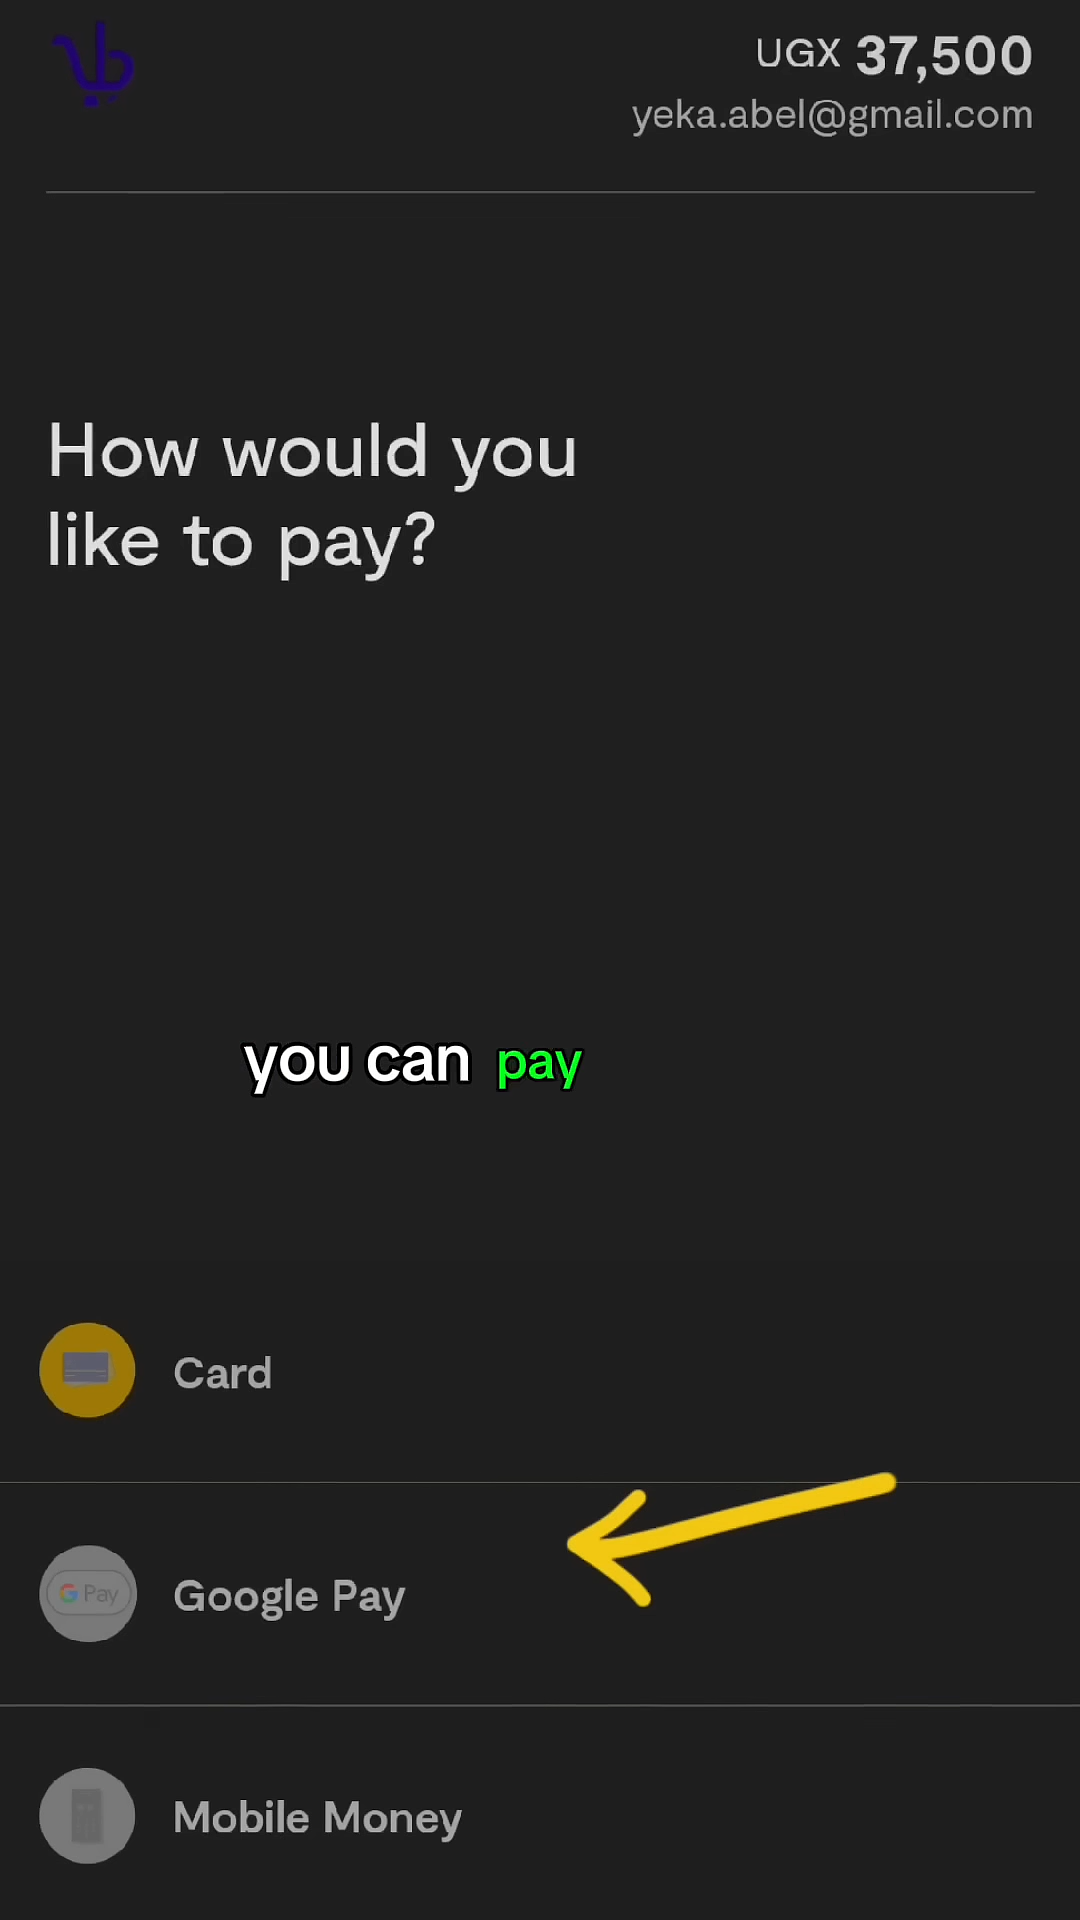 UGX 37,500
yeka.abel@gmail.com
How would you
like to pay?
you can pay
Card
G Pay
Google Pay
Mobile Money